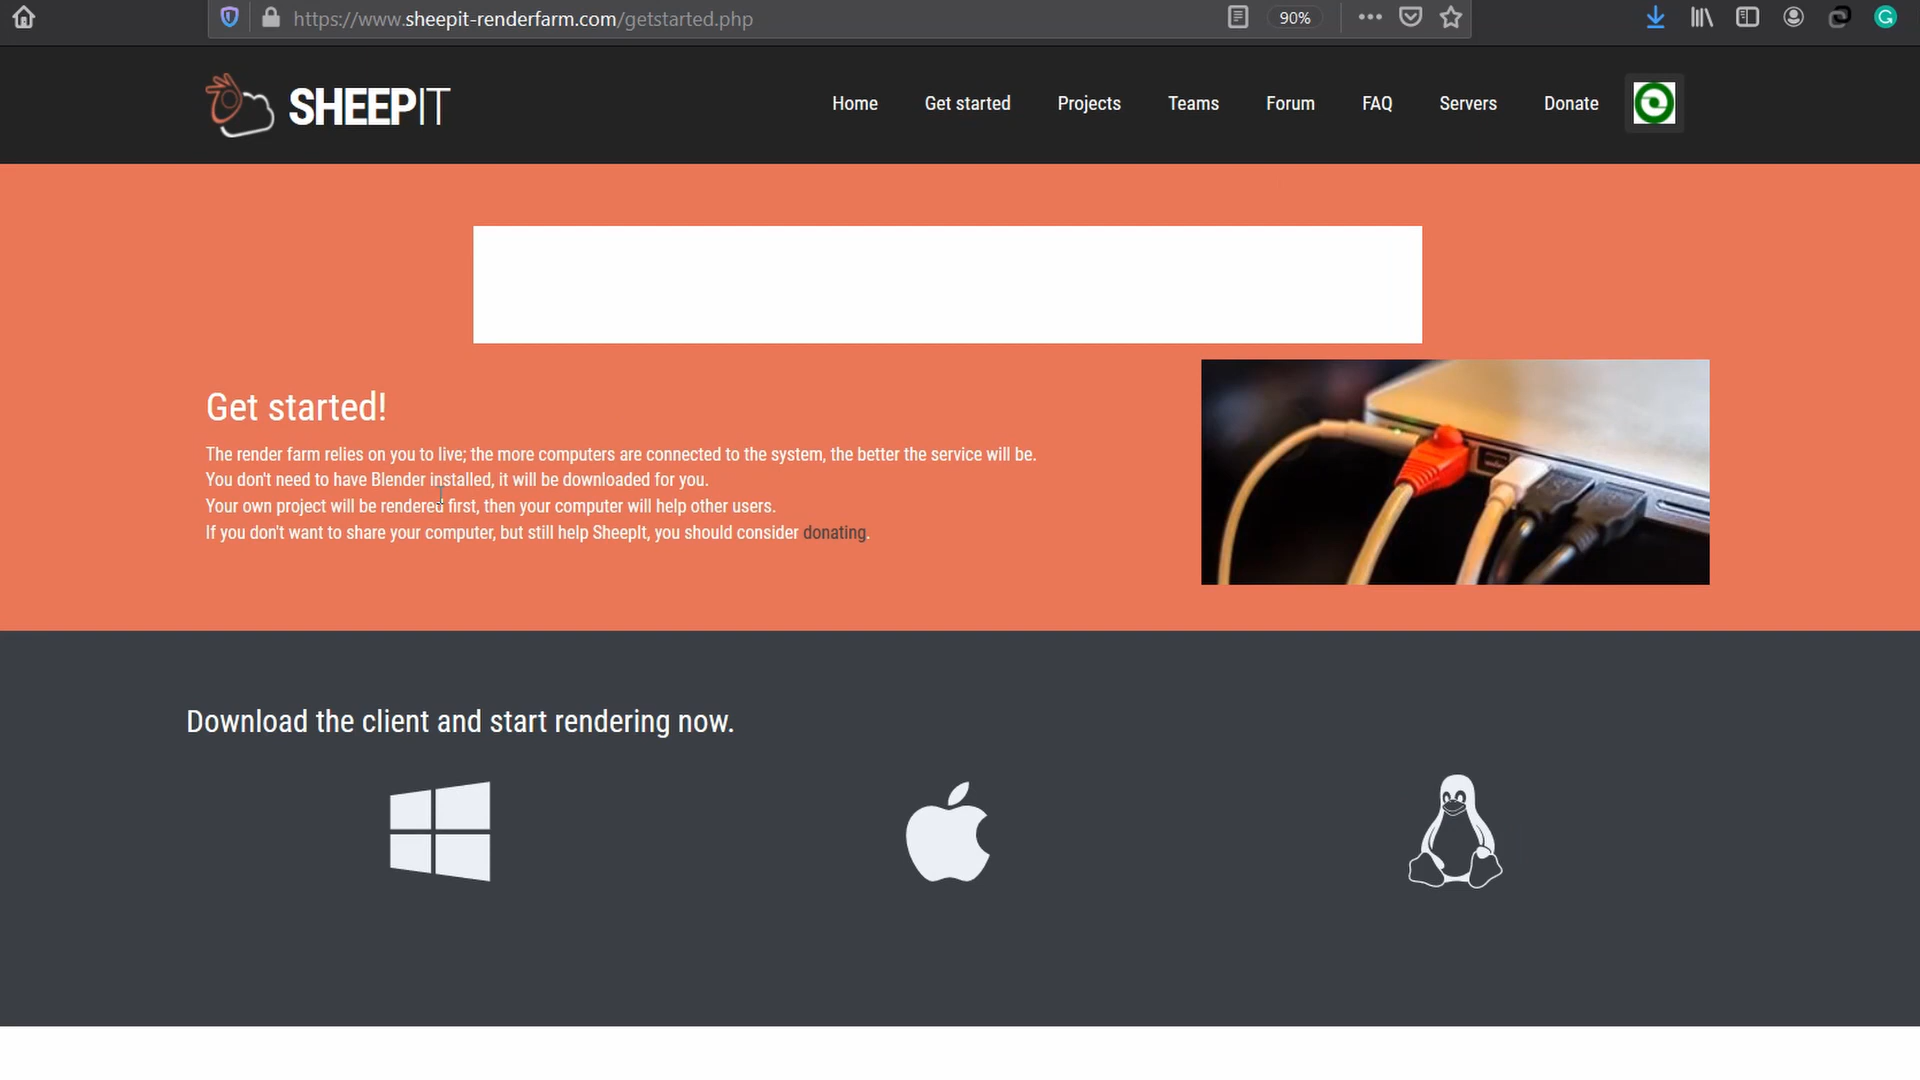 https://www.sheepit-renderfarm.com/getstarted.php
90%
SHEEPIT
Home
Get started
Projects
Teams
Forum
FAQ
Servers
Donate
Get started!
The render farm relies on you to live; the more computers are connected to the system, the better the service will be.
You don't need to have Blender installed, it will be downloaded for you.
Your own project will be rendered first, then your computer will help other users.
If you don't want to share your computer, but still help SheepIt, you should consider donating.
Download the client and start rendering now.